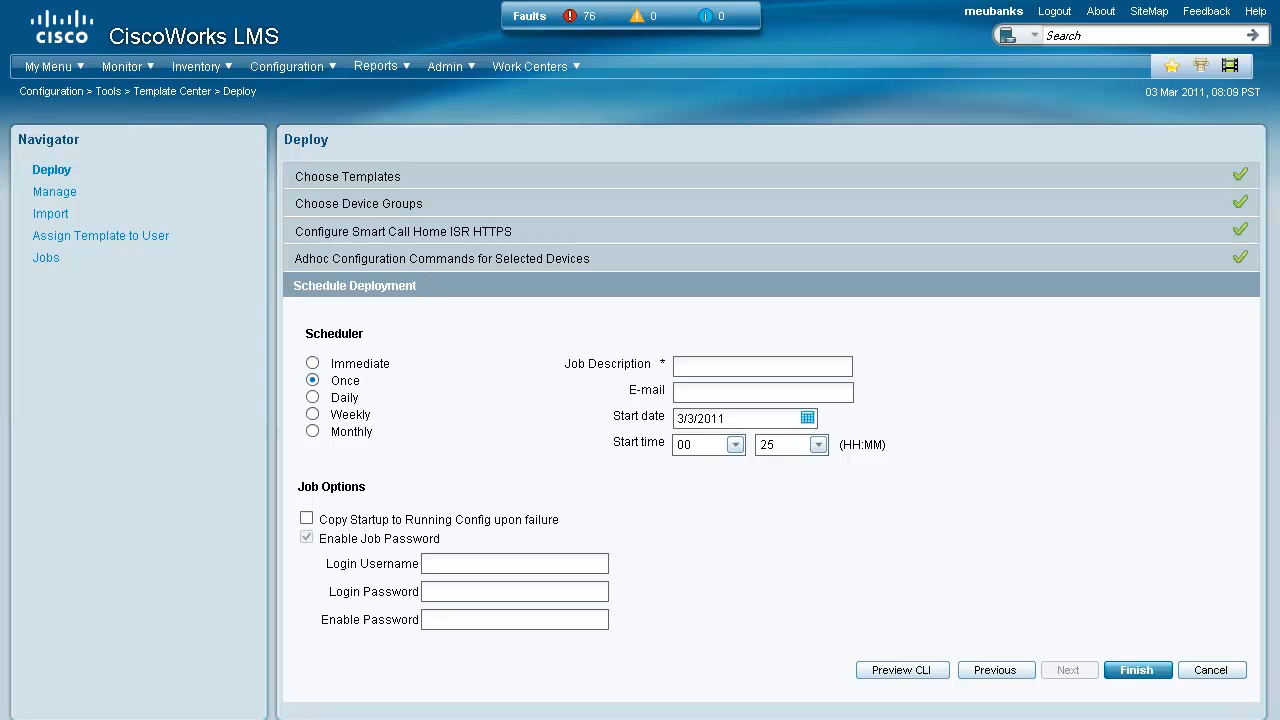 CISCO CiscoWorks LMS
Faults 76 0 0
meubanks Logout About SiteMap Feedback Help
Search
My Menu Monitor Inventory Configuration Reports Admin Work Centers
Configuration > Tools > Template Center > Deploy
03 Mar 2011, 08:09 PST
Navigator
Deploy
Manage
Import
Assign Template to User
Jobs
Deploy
Choose Templates
Choose Device Groups
Configure Smart Call Home ISR HTTPS
Adhoc Configuration Commands for Selected Devices
Schedule Deployment
Scheduler
Immediate
Once
Daily
Weekly
Monthly
Job Description *
E-mail
Start date 3/3/2011
Start time 00 25 (HH:MM)
Job Options
Copy Startup to Running Config upon failure
Enable Job Password
Login Username
Login Password
Enable Password
Preview CLI Previous Next Finish Cancel